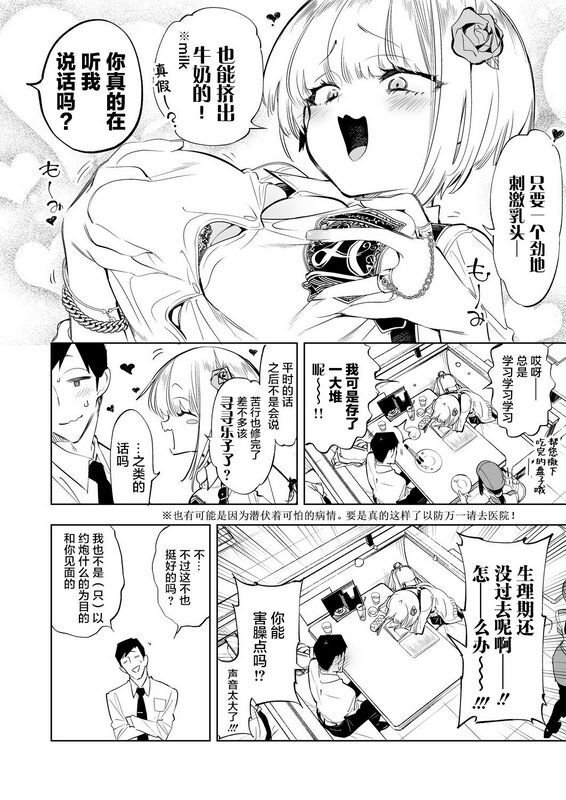 只要一个劲地
刺激乳头—
也能挤出
牛奶的！
※milk
真假—？
你真的在
听我
说话吗？
もﾞ〜
もﾞ〜
哎呀—
总是
学习学习学习
帮您撤下
吃完的盘子哦
我可是存了
一大堆
呢〜〜!!
平时的话
之后不是会说
苦行也修完了
差不多该
寻寻乐子了？
…之类的
话吗
※也有可能是因为潜伏着可怕的病情。要是真的这样了以防万一请去医院！
生理期还
没过去呢啊——!!
怎——么办
〜〜!!!
你能
害臊点吗!?
声音太大了!!!
不…
不过这不也
挺好的吗？
我也不是（只）以
约炮什么的为目的
和你见面的